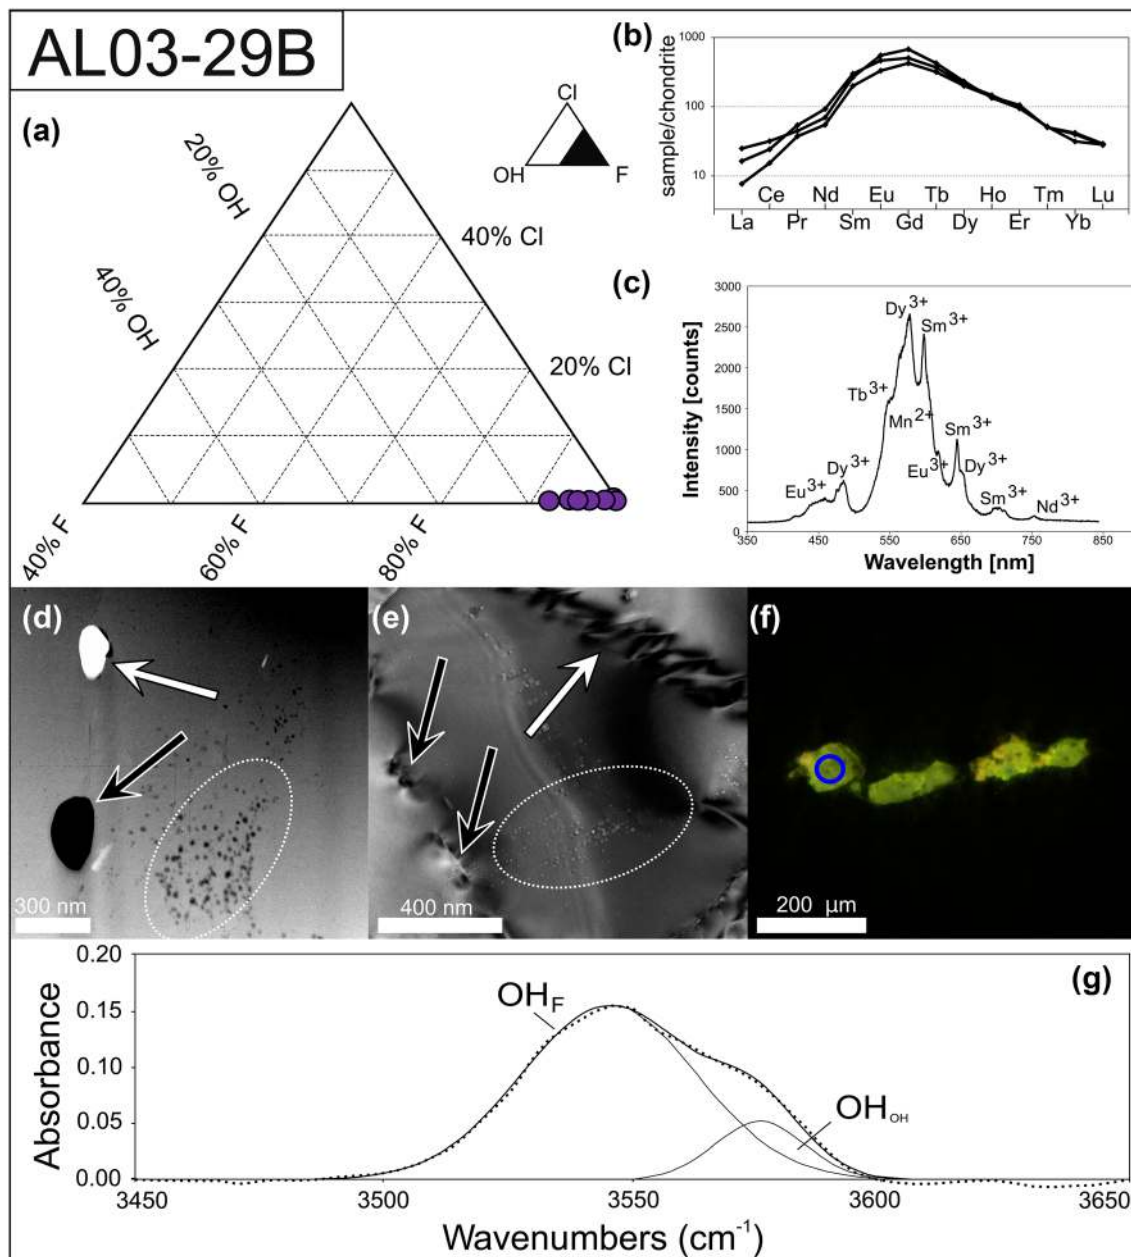 AL03-29B
(a)
20% OH
40% OH
40% Cl
20% Cl
40% F
60% F
80% F
Cl
OH
F
(b)
sample/chondrite
1000
100
10
La
Ce
Pr
Nd
Sm
Eu
Gd
Tb
Dy
Ho
Er
Tm
Yb
Lu
(c)
Intensity [counts]
3000
2500
2000
1500
1000
500
0
Dy3+
Sm3+
Tb3+
Mn2+
Sm3+
Eu3+
Dy3+
Dy3+
Eu3+
Sm3+
Nd3+
350 450 550 650 750 850
Wavelength [nm]
(d)
300 nm
(e)
400 nm
(f)
200 µm
(g)
Absorbance
0.20
0.15
0.10
0.05
0.00
OHF
OHOH
3450 3500 3550 3600 3650
Wavenumbers (cm-1)